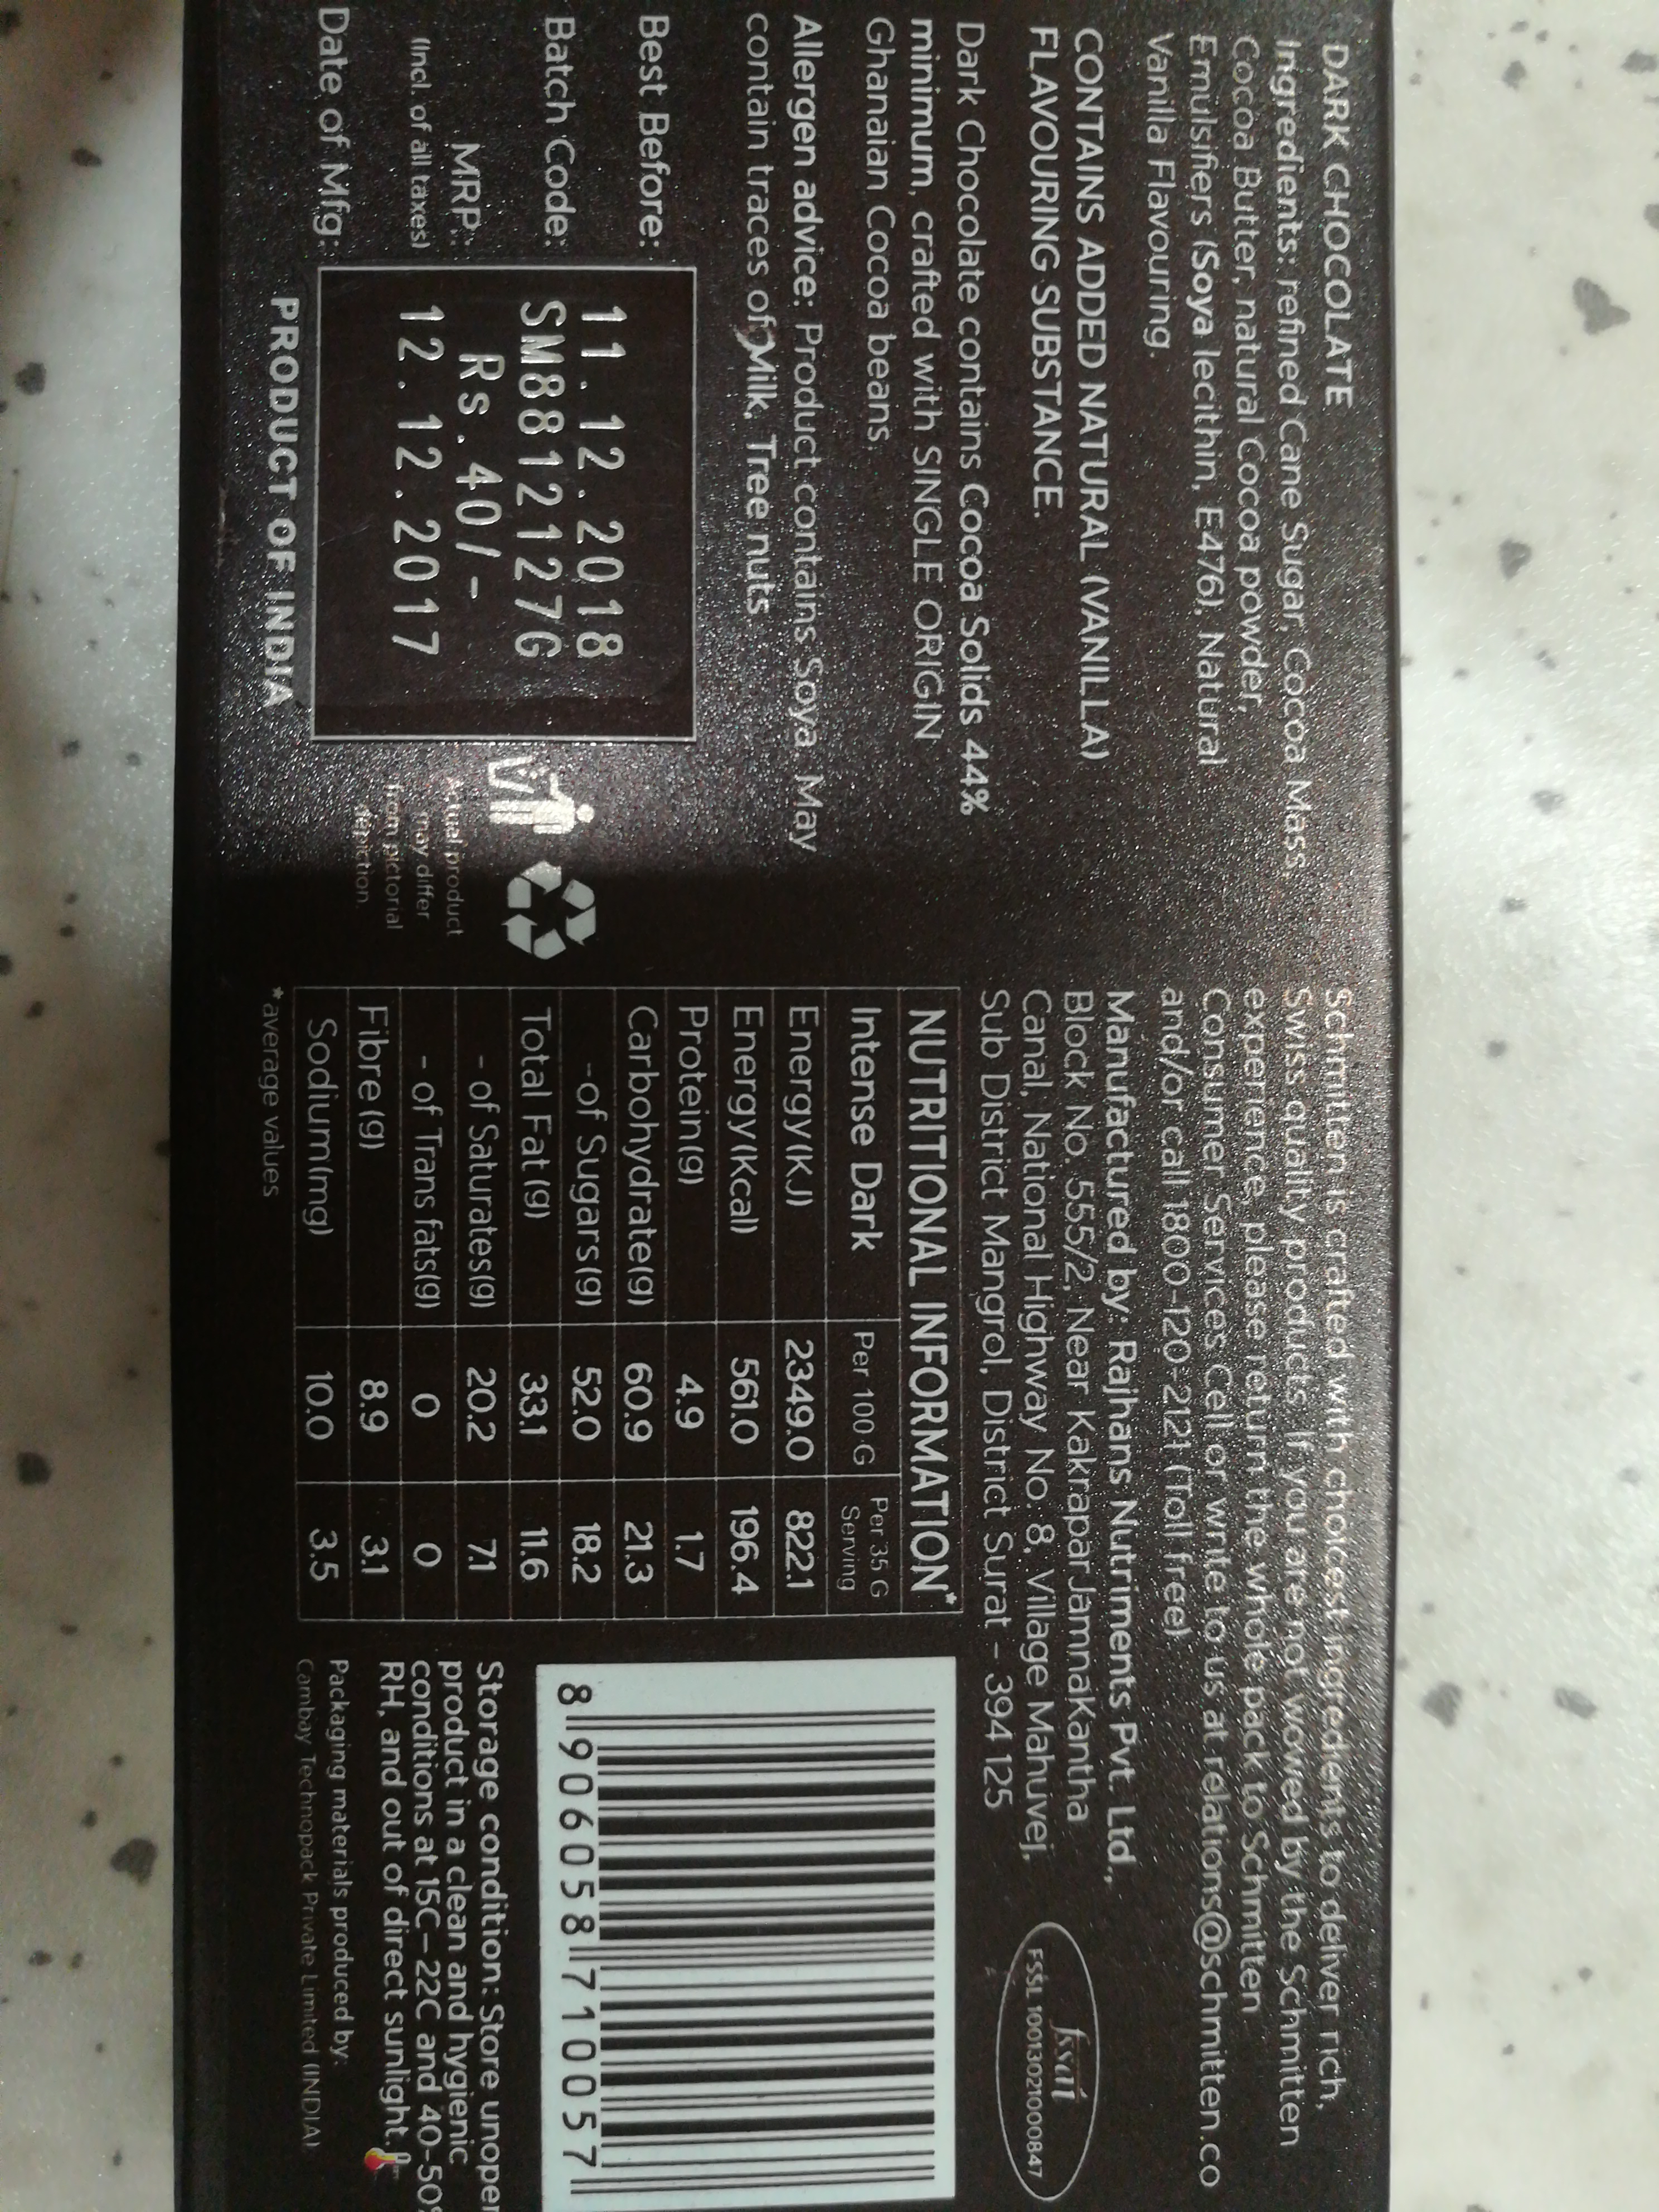 DARK CHOCOLATE
Ingredients: refined Cane Sugar, Cocoa Mass,
Cocoa Butter, natural Cocoa powder,
Emulsifiers (Soya lecithin, E476), Natural
Vanilla Flavouring.
CONTAINS ADDED NATURAL (VANILLA)
FLAVOURING SUBSTANCE.
Dark Chocolate contains Cocoa Solids 44%
minimum, crafted with SINGLE ORIGIN
Ghanaian Cocoa beans.
Allergen advice: Product contains Soya. May
contain traces of Milk, Tree nuts.
Best Before: 11.12.2018
Batch Code: SM8812127G
MRP: Rs.40/-
(Incl. of all taxes)
Date of Mfg: 12.12.2017
PRODUCT OF INDIA
Actual product
may differ
from pictorial
depiction.
Schmitten is crafted with choicest ingredients to deliver rich,
Swiss quality products. If you are not wowed by the Schmitten
experience, please return the whole pack to Schmitten
Consumer Services Cell or write to us at relations@schmitten.co
and/or call 1800-120-2121 (Toll free)
Manufactured by: Rajhans Nutriments Pvt. Ltd.,
Block No. 555/2, Near Kakrapar JamnaKantha
Canal, National Highway No: 8, Village Mahuvej,
Sub District Mangrol, District Surat - 394125
fssai
FSSL 10013021000847
NUTRITIONAL INFORMATION*
Intense Dark Per 100 G Per 35 G Serving
Energy(KJ) 2349.0 822.1
Energy(Kcal) 561.0 196.4
Protein(g) 4.9 1.7
Carbohydrate(g) 60.9 21.3
-of Sugars(g) 52.0 18.2
Total Fat (g) 33.1 11.6
- of Saturates(g) 20.2 7.1
- of Trans fats(g) 0 0
Fibre (g) 8.9 3.1
Sodium(mg) 10.0 3.5
*average values
8 906058 710057
Storage condition: Store unoper
product in a clean and hygienic
conditions at 15C-22C and 40-50%
RH, and out of direct sunlight.
Packaging materials produced by:
Cambay Technopack Private Limited (INDIA)